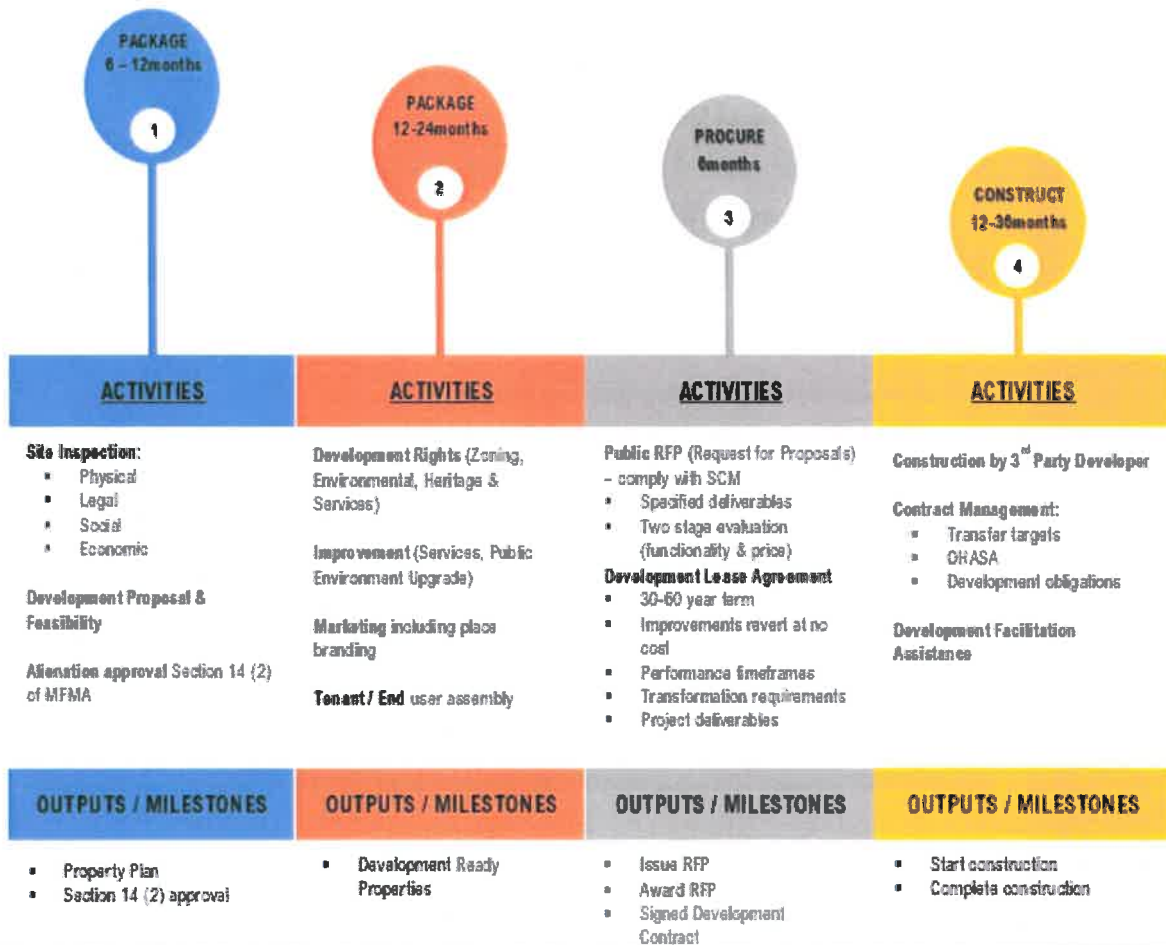 PACKAGE
6 – 12months
1
PACKAGE
12-24months
2
PROCURE
6months
3
CONSTRUCT
12-36months
4
ACTIVITIES
Site Inspection:
▪ Physical
▪ Legal
▪ Social
▪ Economic
Development Proposal &
Feasibility
Alienation approval Section 14 (2)
of MFMA
ACTIVITIES
Development Rights (Zoning,
Environmental, Heritage &
Services)
Improvement (Services, Public
Environment Upgrade)
Marketing including place
branding
Tenant / End user assembly
ACTIVITIES
Public RFP (Request for Proposals)
– comply with SCM
▪ Specified deliverables
▪ Two stage evaluation
(functionality & price)
Development Lease Agreement
▪ 30-60 year term
▪ Improvements revert at no
cost
▪ Performance timeframes
▪ Transformation requirements
▪ Project deliverables
ACTIVITIES
Construction by 3rd Party Developer
Contract Management:
▪ Transfer targets
▪ OHASA
▪ Development obligations
Development Facilitation
Assistance
OUTPUTS / MILESTONES
▪ Property Plan
▪ Section 14 (2) approval
OUTPUTS / MILESTONES
▪ Development Ready
Properties
OUTPUTS / MILESTONES
▪ Issue RFP
▪ Award RFP
▪ Signed Development
Contract
OUTPUTS / MILESTONES
▪ Start construction
▪ Complete construction